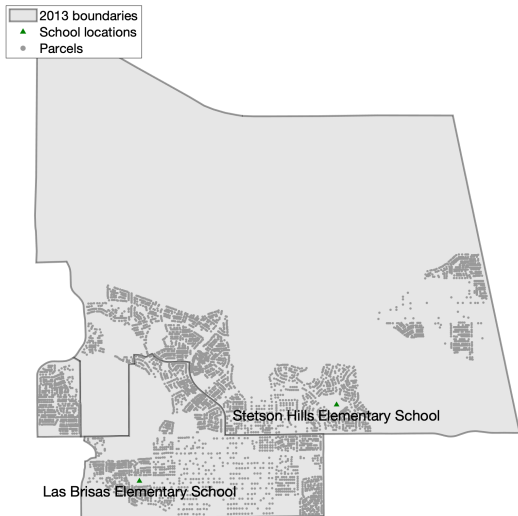 2013 boundaries
School locations
Parcels
Stetson Hills Elementary School
Las Brisas Elementary School